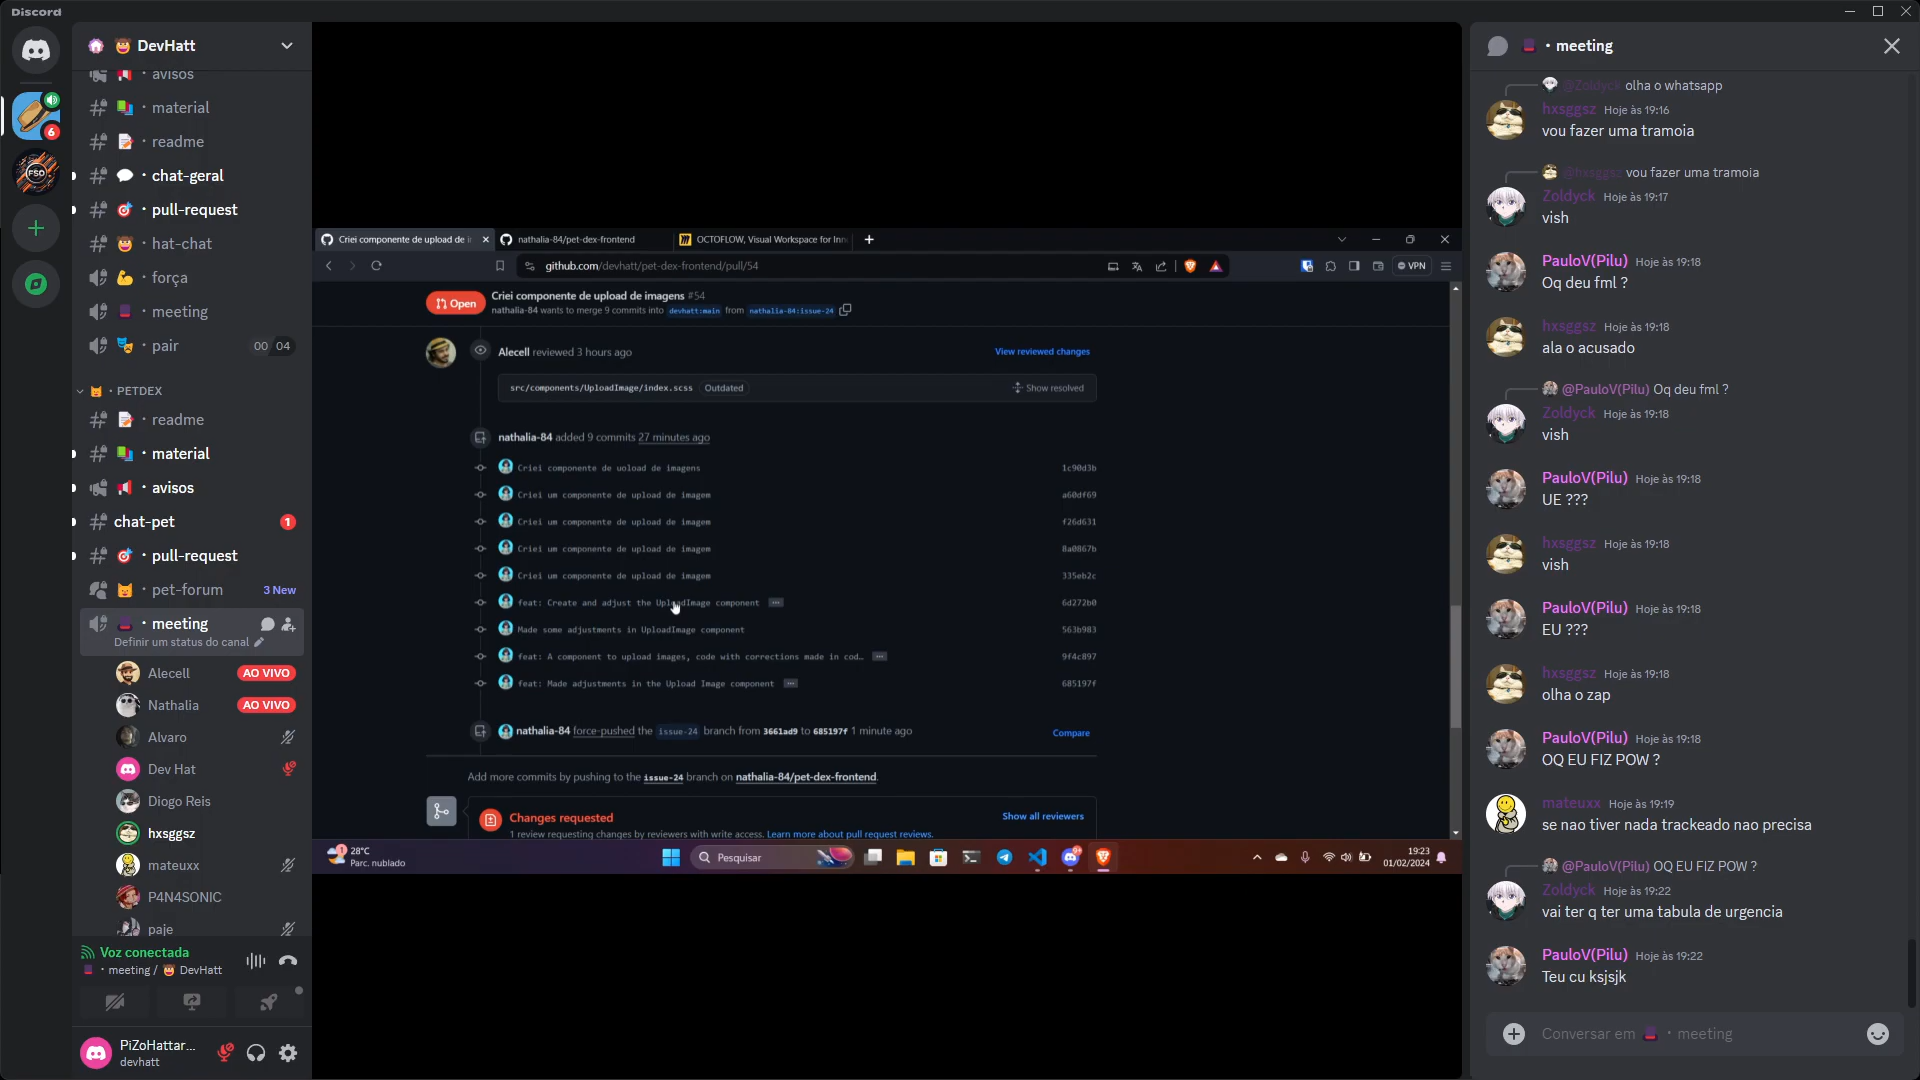 Discord
DevHatt
6
FSO
· avisos
· material
· readme
· chat-geral
· pull-request
· hat-chat
· força
· meeting
· pair
00 04
· PETDEX
· readme
· material
· avisos
chat-pet
1
· pull-request
· pet-forum
3 New
· meeting
Definir um status do canal
Alecell
AO VIVO
Nathalia
AO VIVO
Alvaro
Dev Hat
Diogo Reis
hxsggsz
mateuxx
P4N4SONIC
paje
Voz conectada
· meeting / DevHatt
PiZoHattar...
devhatt
Criei componente de upload de i
nathalia-84/pet-dex-frontend
OCTOFLOW, Visual Workspace for Inn
github.com/devhatt/pet-dex-frontend/pull/54
VPN
Open
Criei componente de upload de imagens #54
nathalia-84 wants to merge 9 commits into devhatt:main from nathalia-84:issue-24
Alecell reviewed 3 hours ago
View reviewed changes
src/components/UploadImage/index.scss
Outdated
Show resolved
nathalia-84 added 9 commits 27 minutes ago
Criei componente de uoload de imagens
1c90d3b
Criei um componente de upload de imagem
a60df69
Criei um componente de upload de imagem
f26d631
Criei um componente de upload de imagem
8a0867b
Criei um componente de upload de imagem
335eb2c
feat: Create and adjust the UploadImage component
6d272b0
Made some adjustments in UploadImage component
563b983
feat: A component to upload images, code with corrections made in cod…
9f4c897
feat: Made adjustments in the Upload Image component
685197f
nathalia-84 force-pushed the issue-24 branch from 3661ad9 to 685197f 1 minute ago
Compare
Add more commits by pushing to the issue-24 branch on nathalia-84/pet-dex-frontend.
Changes requested
Show all reviewers
1 review requesting changes by reviewers with write access. Learn more about pull request reviews.
1
28°C
Parc. nublado
Pesquisar
19:23
01/02/2024
· meeting
@Zoldyck olha o whatsapp
hxsggsz Hoje às 19:16
vou fazer uma tramoia
@hxsggsz vou fazer uma tramoia
Zoldyck Hoje às 19:17
vish
PauloV(Pilu) Hoje às 19:18
Oq deu fml ?
hxsggsz Hoje às 19:18
ala o acusado
@PauloV(Pilu) Oq deu fml ?
Zoldyck Hoje às 19:18
vish
PauloV(Pilu) Hoje às 19:18
UE ???
hxsggsz Hoje às 19:18
vish
PauloV(Pilu) Hoje às 19:18
EU ???
hxsggsz Hoje às 19:18
olha o zap
PauloV(Pilu) Hoje às 19:18
OQ EU FIZ POW ?
mateuxx Hoje às 19:19
se nao tiver nada trackeado nao precisa
@PauloV(Pilu) OQ EU FIZ POW ?
Zoldyck Hoje às 19:22
vai ter q ter uma tabula de urgencia
PauloV(Pilu) Hoje às 19:22
Teu cu ksjsjk
Conversar em · meeting